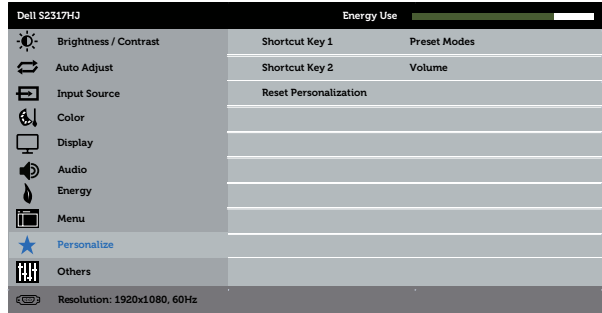 Dell S2317HJ Energy Use
Brightness / Contrast Shortcut Key 1 Preset Modes
Auto Adjust Shortcut Key 2 Volume
Input Source Reset Personalization
Color
Display
Audio
Energy
Menu
Personalize
Others
Resolution: 1920x1080, 60Hz